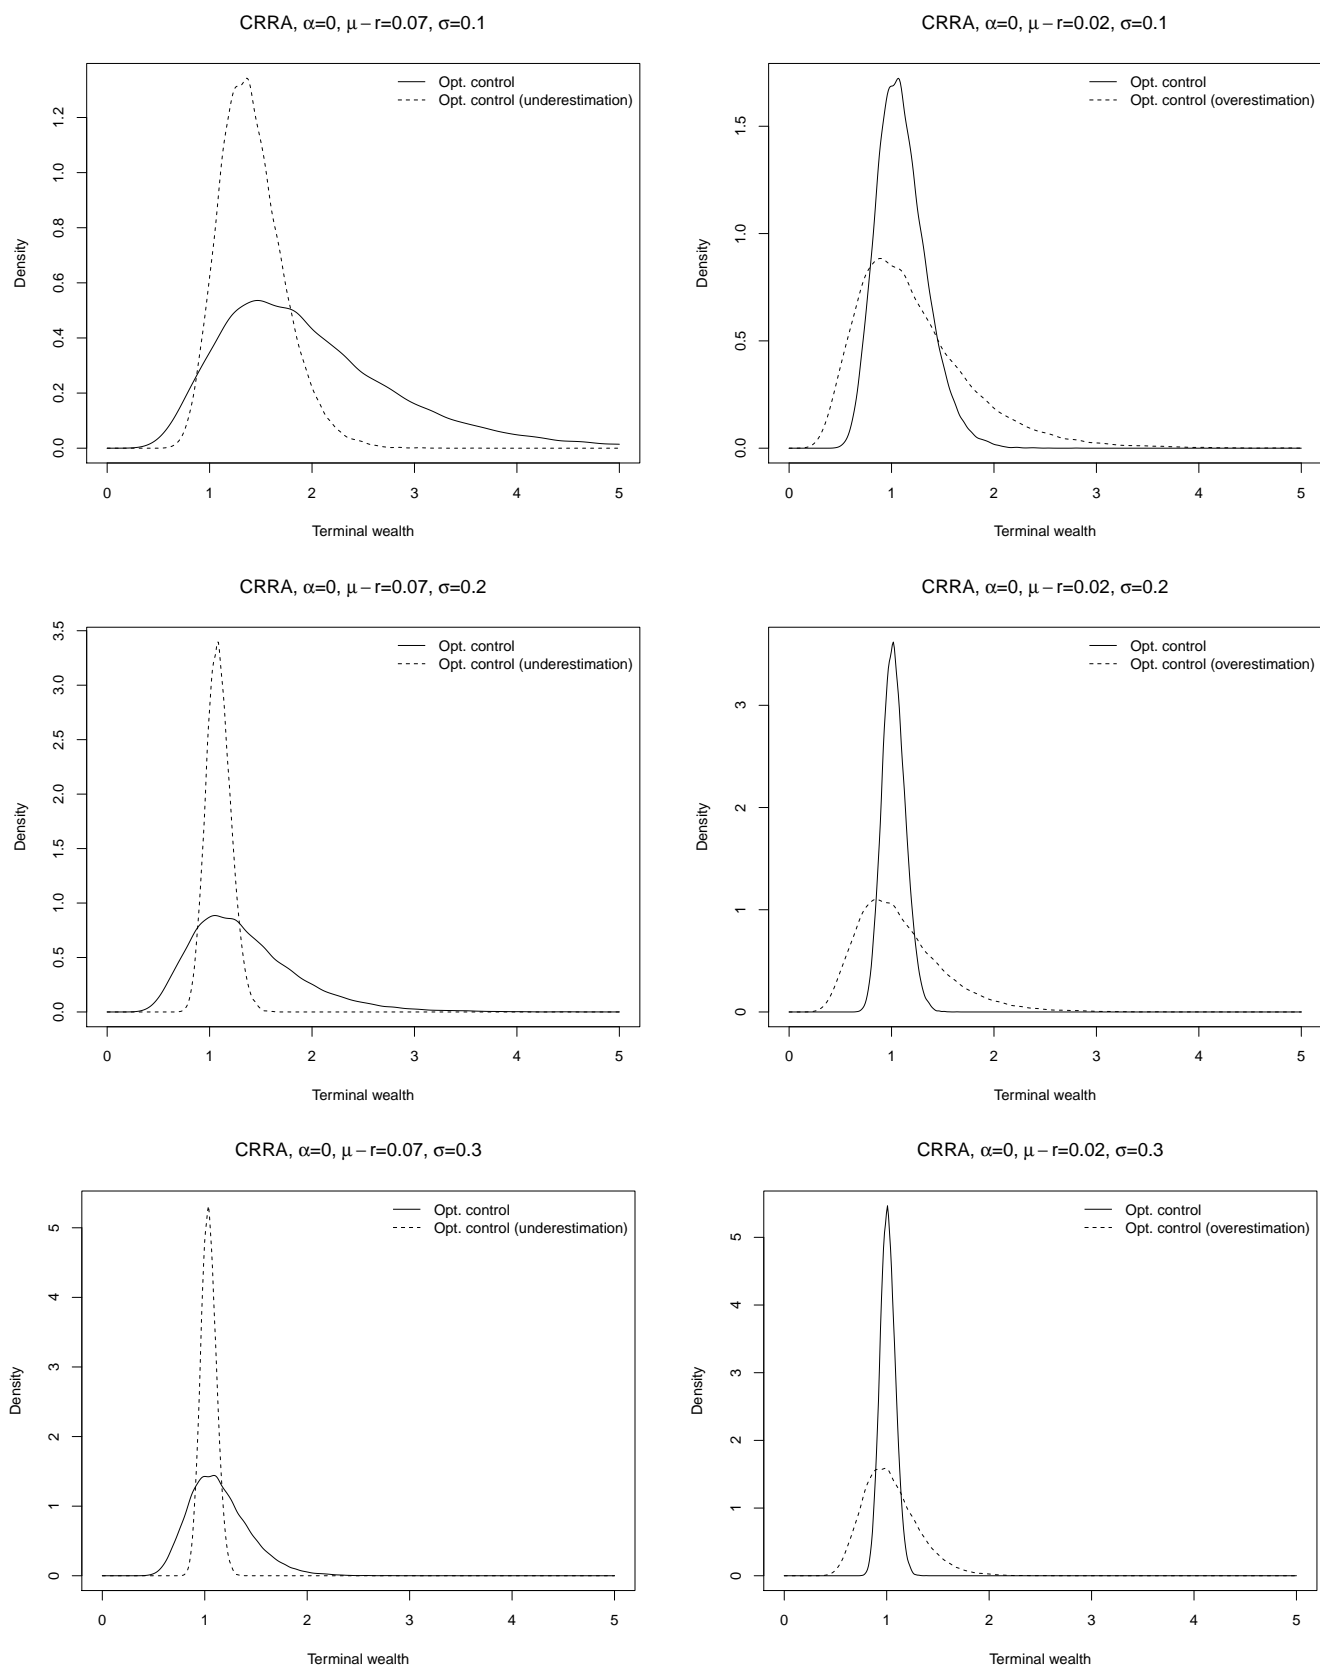 CRRA, α=0, μ − r=0.07, σ=0.1
Opt. control
Opt. control (underestimation)
Density
0.0 0.2 0.4 0.6 0.8 1.0 1.2
0 1 2 3 4 5
Terminal wealth
CRRA, α=0, μ − r=0.02, σ=0.1
Opt. control
Opt. control (overestimation)
Density
0.0 0.5 1.0 1.5
0 1 2 3 4 5
Terminal wealth
CRRA, α=0, μ − r=0.07, σ=0.2
Opt. control
Opt. control (underestimation)
Density
0.0 0.5 1.0 1.5 2.0 2.5 3.0 3.5
0 1 2 3 4 5
Terminal wealth
CRRA, α=0, μ − r=0.02, σ=0.2
Opt. control
Opt. control (overestimation)
Density
0 1 2 3
0 1 2 3 4 5
Terminal wealth
CRRA, α=0, μ − r=0.07, σ=0.3
Opt. control
Opt. control (underestimation)
Density
0 1 2 3 4 5
0 1 2 3 4 5
Terminal wealth
CRRA, α=0, μ − r=0.02, σ=0.3
Opt. control
Opt. control (overestimation)
Density
0 1 2 3 4 5
0 1 2 3 4 5
Terminal wealth